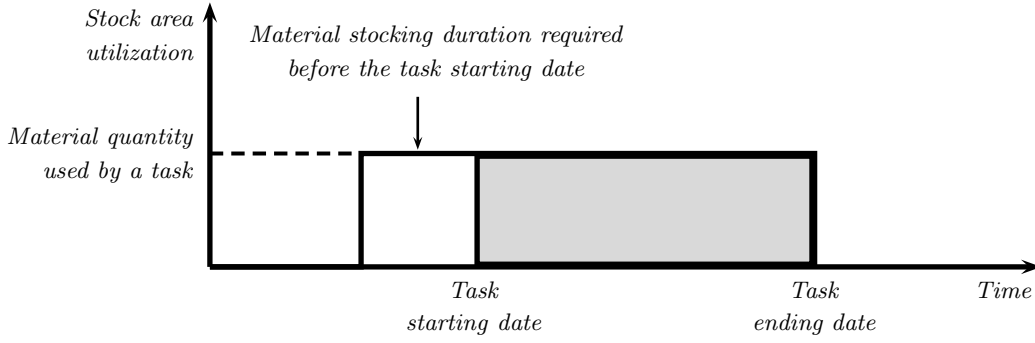 Stock area
utilization
Material stocking duration required
before the task starting date
Material quantity
used by a task
Task
starting date
Task
ending date
Time